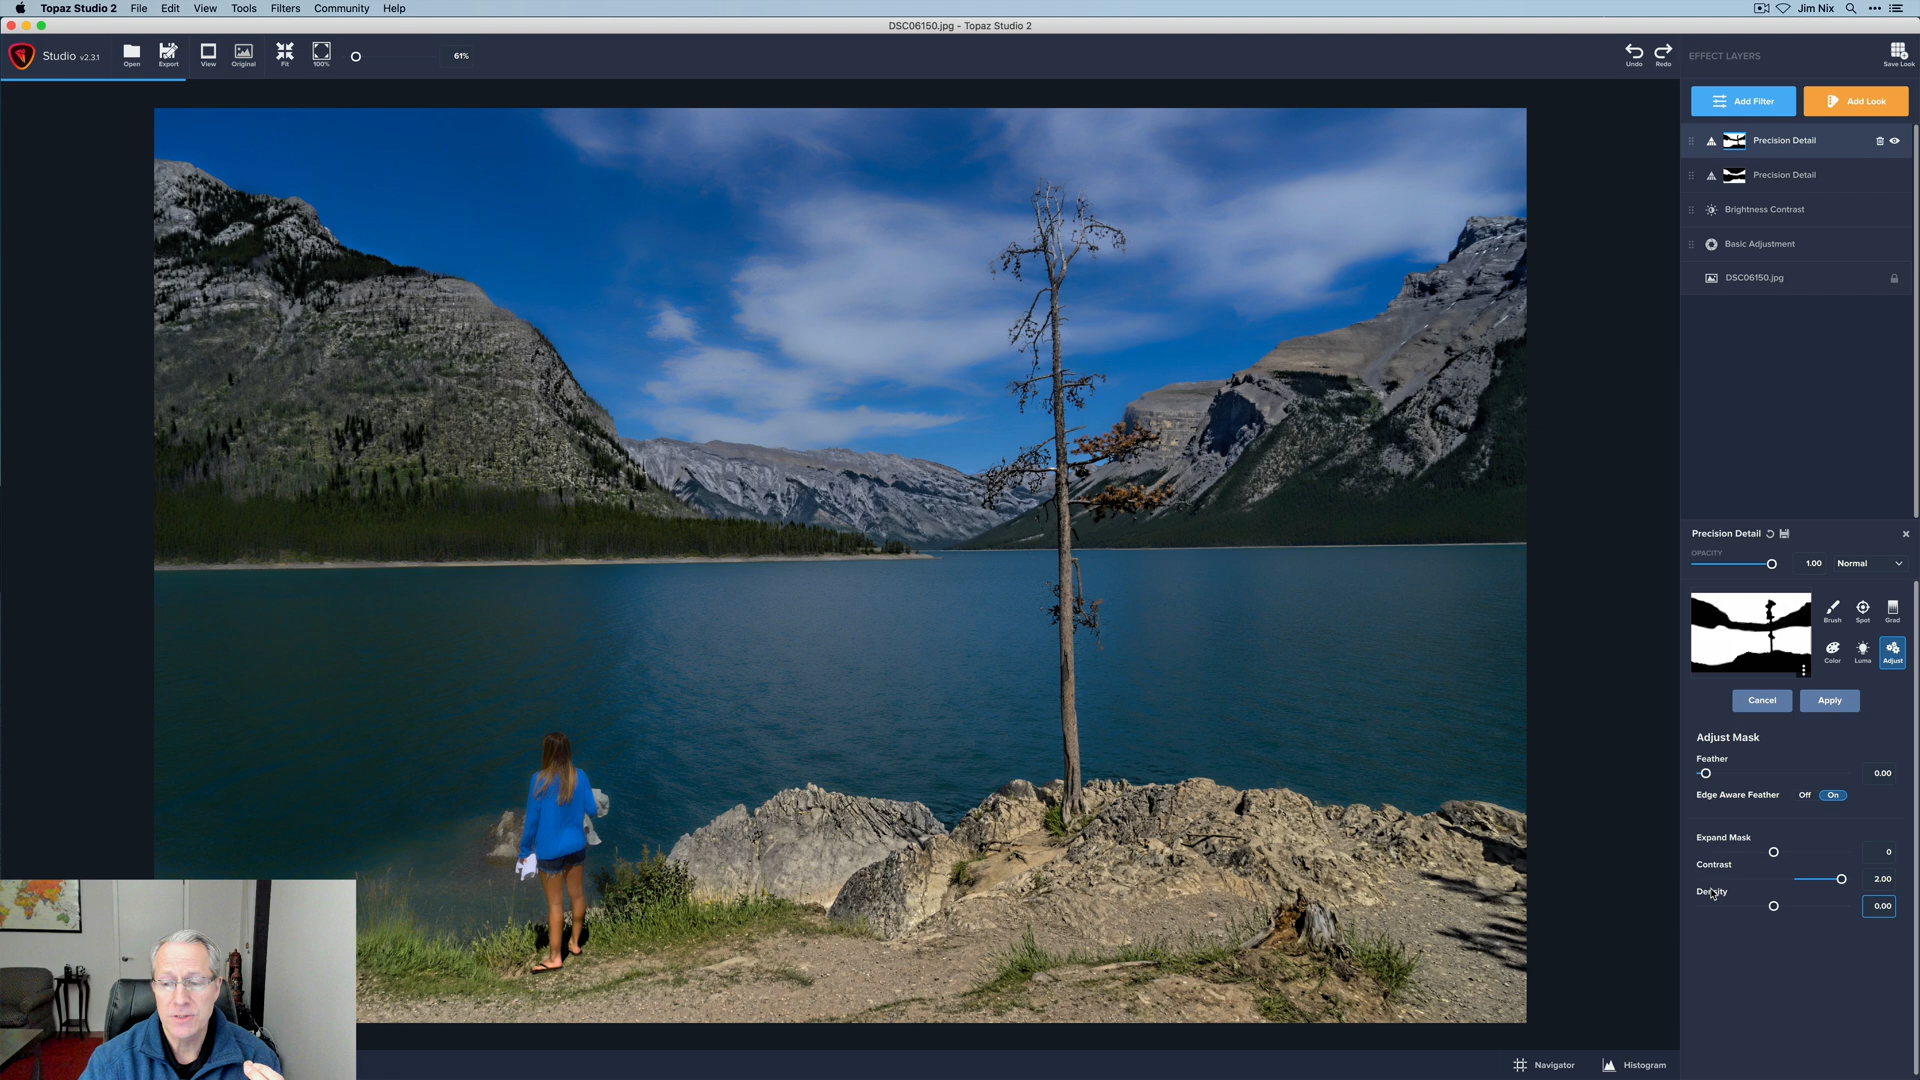 Topaz Studio 2 File Edit View Tools Filters Community Help Jim Nix
DSC06150.jpg - Topaz Studio 2
Studio v2.3.1
Open
Export
View
Original
Fit
100%
61%
Undo
Redo
EFFECT LAYERS
Save Look
Add Filter
Add Look
Precision Detail
Precision Detail
Brightness Contrast
Basic Adjustment
DSC06150.jpg
Precision Detail
OPACITY
1.00 Normal
Brush Spot Grad
Color Luma Adjust
Cancel Apply
Adjust Mask
Feather
0.00
Edge Aware Feather Off On
Expand Mask
0
Contrast
2.00
Density
0.00
Navigator Histogram